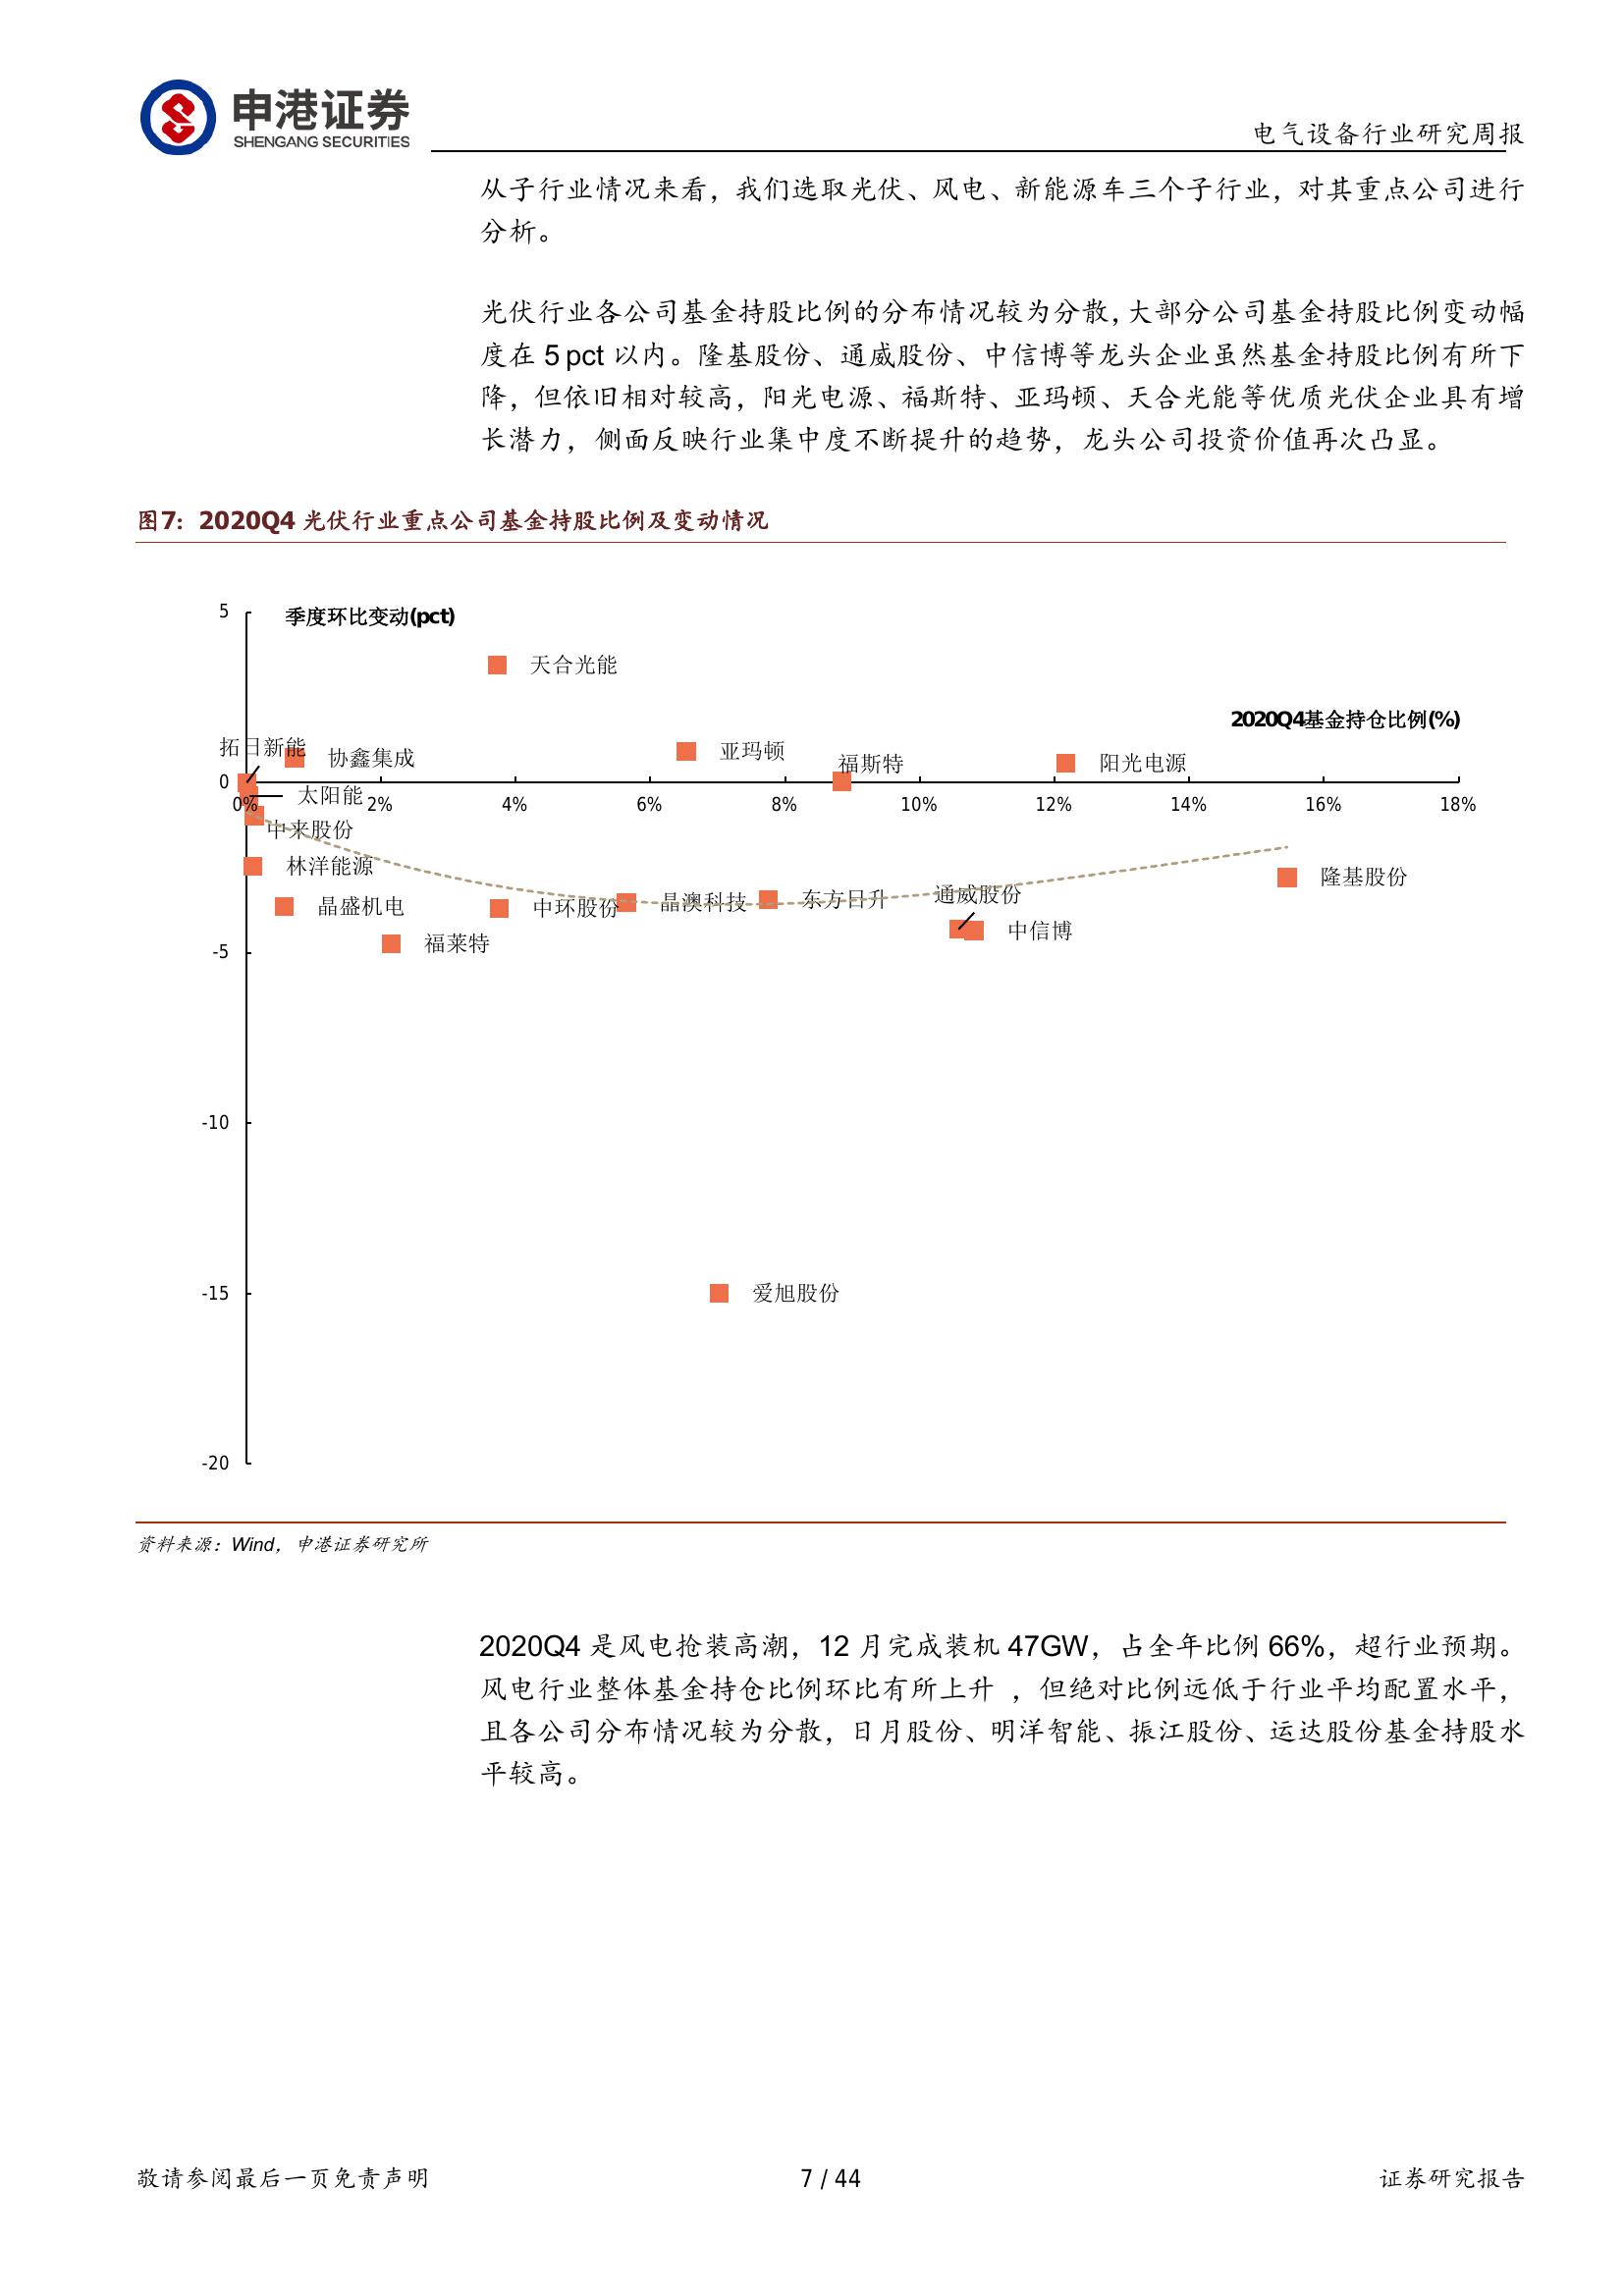 申港证券
SHENGANG SECURITIES
电气设备行业研究周报
从子行业情况来看，我们选取光伏、风电、新能源车三个子行业，对其重点公司进行
分析。
光伏行业各公司基金持股比例的分布情况较为分散，大部分公司基金持股比例变动幅
度在 5 pct 以内。隆基股份、通威股份、中信博等龙头企业虽然基金持股比例有所下
降，但依旧相对较高，阳光电源、福斯特、亚玛顿、天合光能等优质光伏企业具有增
长潜力，侧面反映行业集中度不断提升的趋势，龙头公司投资价值再次凸显。
图7：2020Q4 光伏行业重点公司基金持股比例及变动情况
5
季度环比变动(pct)
天合光能
2020Q4基金持仓比例(%)
拓日新能
协鑫集成
亚玛顿
福斯特
阳光电源
0
太阳能
0%
2%
4%
6%
8%
10%
12%
14%
16%
18%
中来股份
林洋能源
隆基股份
晶盛机电
中环股份
晶澳科技
东方日升
通威股份
中信博
福莱特
-5
-10
-15
爱旭股份
-20
资料来源：Wind，申港证券研究所
2020Q4 是风电抢装高潮，12 月完成装机 47GW，占全年比例 66%，超行业预期。
风电行业整体基金持仓比例环比有所上升 ，但绝对比例远低于行业平均配置水平，
且各公司分布情况较为分散，日月股份、明洋智能、振江股份、运达股份基金持股水
平较高。
敬请参阅最后一页免责声明
7 / 44
证券研究报告